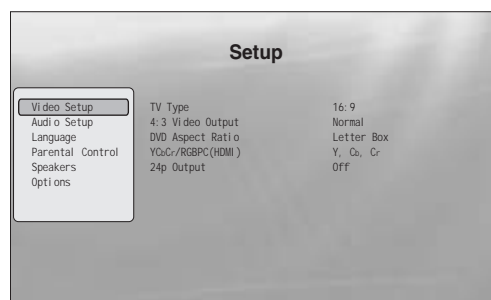 Setup
Video Setup
Audio Setup
Language
Parental Control
Speakers
Options
TV Type 16:9
4:3 Video Output Normal
DVD Aspect Ratio Letter Box
YCbCr/RGBPC(HDMI) Y, Cb, Cr
24p Output Off